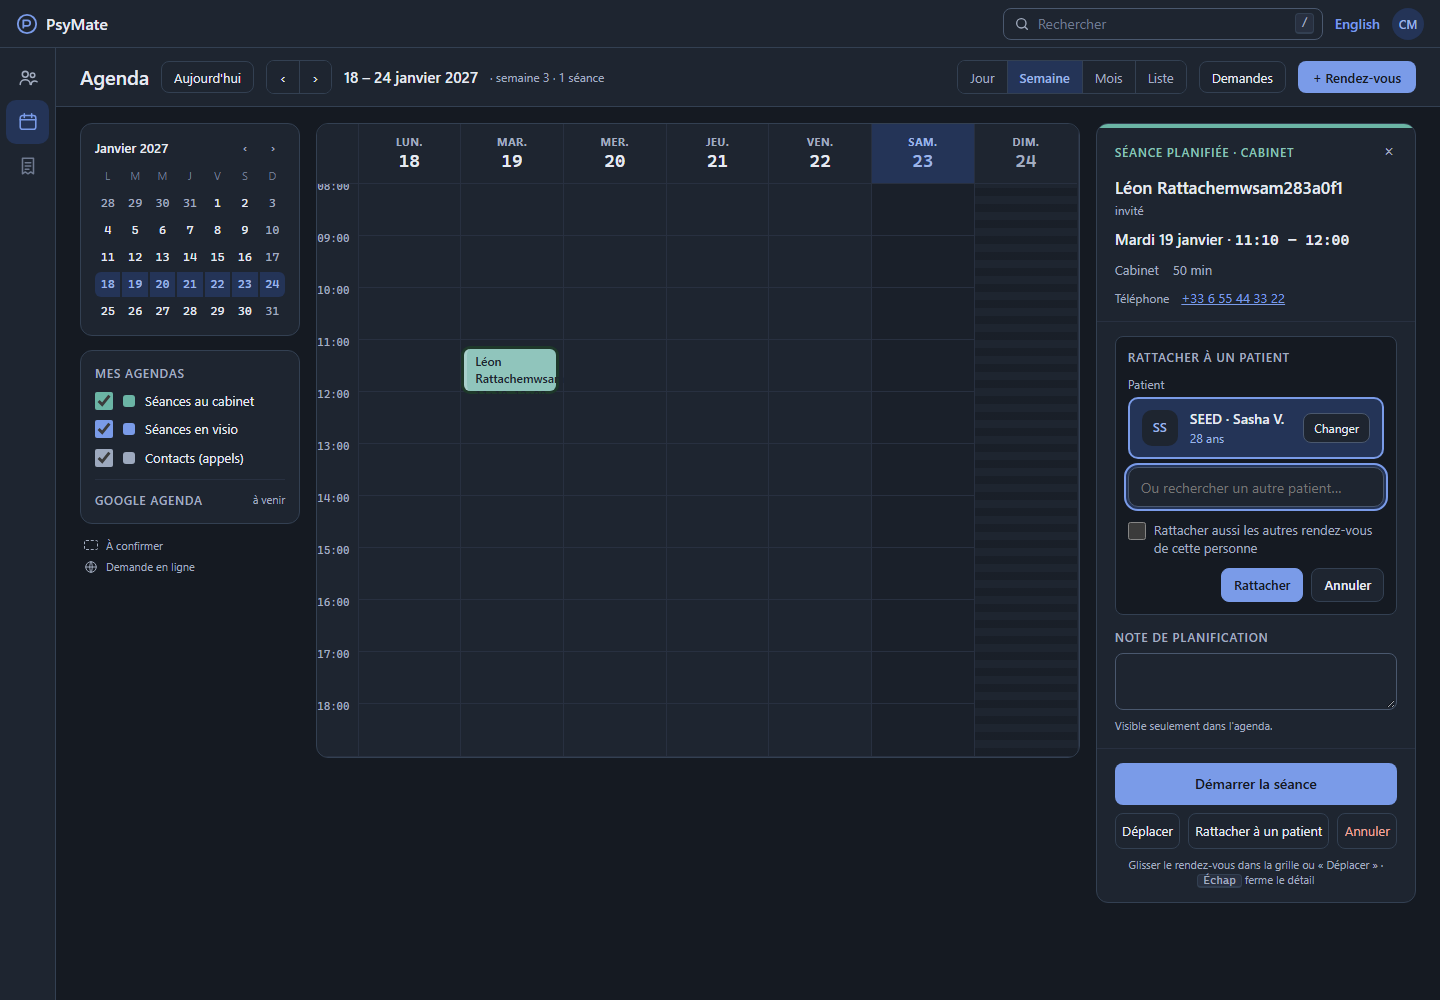 PsyMate
Rechercher
/
English
CM
Agenda
Aujourd'hui
‹
›
18 – 24 janvier 2027
· semaine 3 · 1 séance
Jour
Semaine
Mois
Liste
Demandes
+ Rendez-vous
Janvier 2027
‹
›
L M M J V S D
28 29 30 31 1 2 3
4 5 6 7 8 9 10
11 12 13 14 15 16 17
18 19 20 21 22 23 24
25 26 27 28 29 30 31
MES AGENDAS
Séances au cabinet
Séances en visio
Contacts (appels)
GOOGLE AGENDA
à venir
À confirmer
Demande en ligne
LUN. MAR. MER. JEU. VEN. SAM. DIM.
18 19 20 21 22 23 24
08:00
09:00
10:00
11:00
Léon
Rattachemwsam
12:00
13:00
14:00
15:00
16:00
17:00
18:00
SÉANCE PLANIFIÉE · CABINET
×
Léon Rattachemwsam283a0f1
invité
Mardi 19 janvier · 11:10 – 12:00
Cabinet 50 min
Téléphone +33 6 55 44 33 22
RATTACHER À UN PATIENT
Patient
SS
SEED · Sasha V.
28 ans
Changer
Ou rechercher un autre patient…
Rattacher aussi les autres rendez-vous
de cette personne
Rattacher
Annuler
NOTE DE PLANIFICATION
Visible seulement dans l'agenda.
Démarrer la séance
Déplacer
Rattacher à un patient
Annuler
Glisser le rendez-vous dans la grille ou « Déplacer » ·
Échap ferme le détail